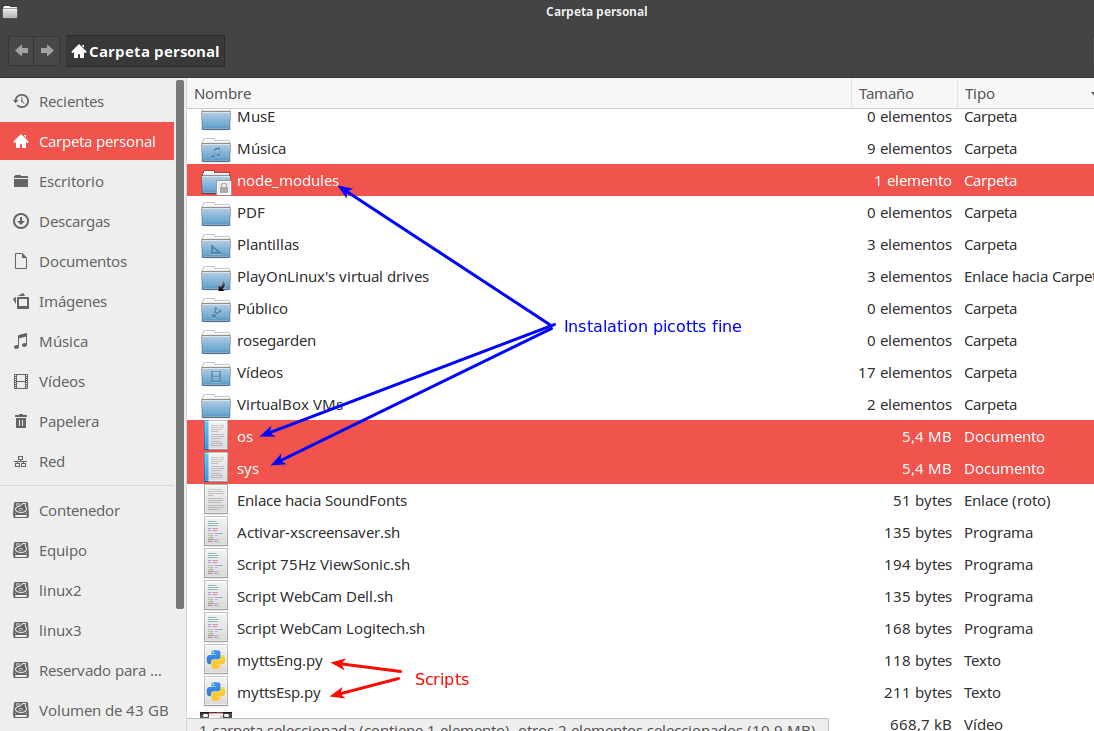 Carpeta personal
Carpeta personal
Nombre Tamaño Tipo
Recientes
Carpeta personal
Escritorio
Descargas
Documentos
Imágenes
Música
Vídeos
Papelera
Red
Contenedor
Equipo
linux2
linux3
Reservado para ...
Volumen de 43 GB
MusE 0 elementos Carpeta
Música 9 elementos Carpeta
node_modules 1 elemento Carpeta
PDF 0 elementos Carpeta
Plantillas 3 elementos Carpeta
PlayOnLinux's virtual drives 3 elementos Enlace hacia Carpet
Público 0 elementos Carpeta
Instalation picotts fine
rosegarden 0 elementos Carpeta
Vídeos 17 elementos Carpeta
VirtualBox VMs 2 elementos Carpeta
os 5,4 MB Documento
sys 5,4 MB Documento
Enlace hacia SoundFonts 51 bytes Enlace (roto)
Activar-xscreensaver.sh 135 bytes Programa
Script 75Hz ViewSonic.sh 194 bytes Programa
Script WebCam Dell.sh 135 bytes Programa
Script WebCam Logitech.sh 168 bytes Programa
myttsEng.py 118 bytes Texto
Scripts
myttsEsp.py 211 bytes Texto
668,7 kB Vídeo
1 carpeta seleccionada (contiene 1 elemento), otros 2 elementos seleccionados (10,9 MB)